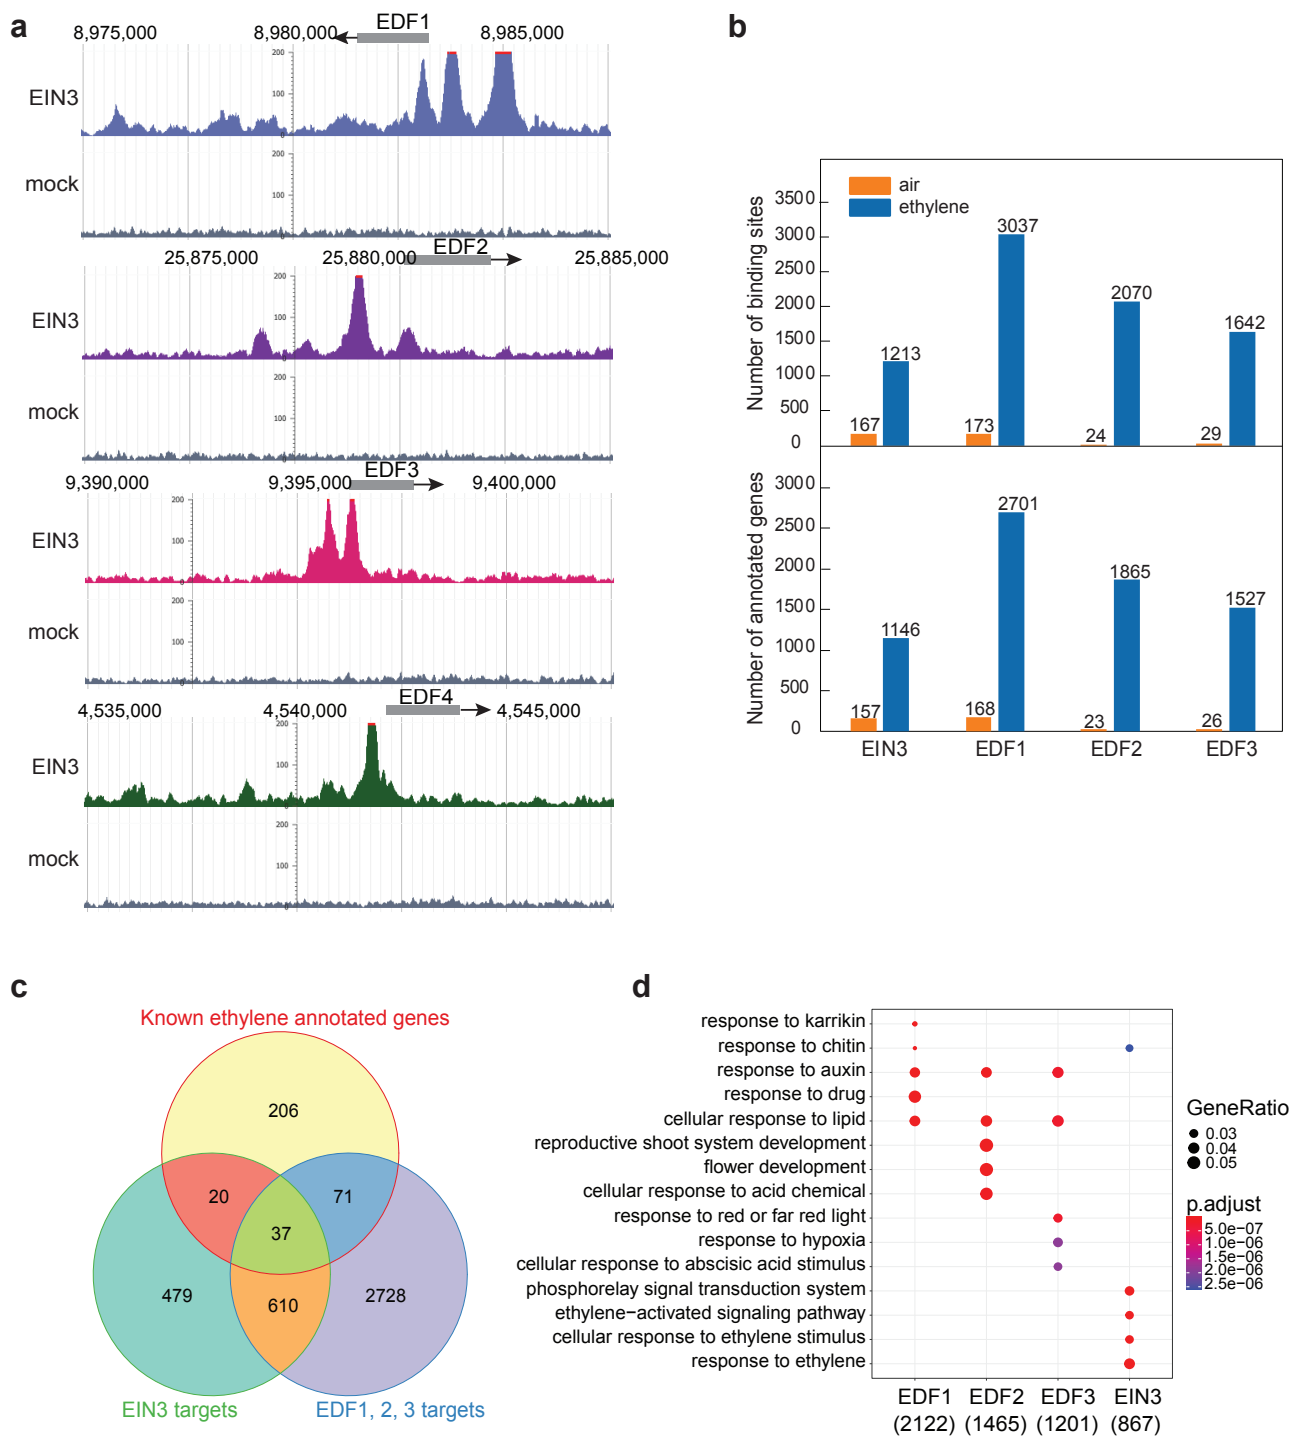 a
EDF1
8,975,000 8,980,000 8,985,000
EIN3
200
100
0
mock
200
100
0
EDF2
25,875,000 25,880,000 25,885,000
EIN3
200
100
0
mock
200
100
0
EDF3
9,390,000 9,395,000 9,400,000
EIN3
200
100
0
mock
200
100
0
EDF4
4,535,000 4,540,000 4,545,000
EIN3
200
100
0
mock
200
100
0
b
air
ethylene
Number of binding sites
3500
3000
2500
2000
1500
1000
500
0
167 1213 173 3037 24 2070 29 1642
Number of annotated genes
3000
2500
2000
1500
1000
500
0
157 1146 168 2701 23 1865 26 1527
EIN3 EDF1 EDF2 EDF3
c
Known ethylene annotated genes
206
20 71
37
479 610 2728
EIN3 targets EDF1, 2, 3 targets
d
response to karrikin
response to chitin
response to auxin
response to drug
cellular response to lipid
reproductive shoot system development
flower development
cellular response to acid chemical
response to red or far red light
response to hypoxia
cellular response to abscisic acid stimulus
phosphorelay signal transduction system
ethylene−activated signaling pathway
cellular response to ethylene stimulus
response to ethylene
EDF1 EDF2 EDF3 EIN3
(2122) (1465) (1201) (867)
GeneRatio
0.03
0.04
0.05
p.adjust
5.0e−07
1.0e−06
1.5e−06
2.0e−06
2.5e−06